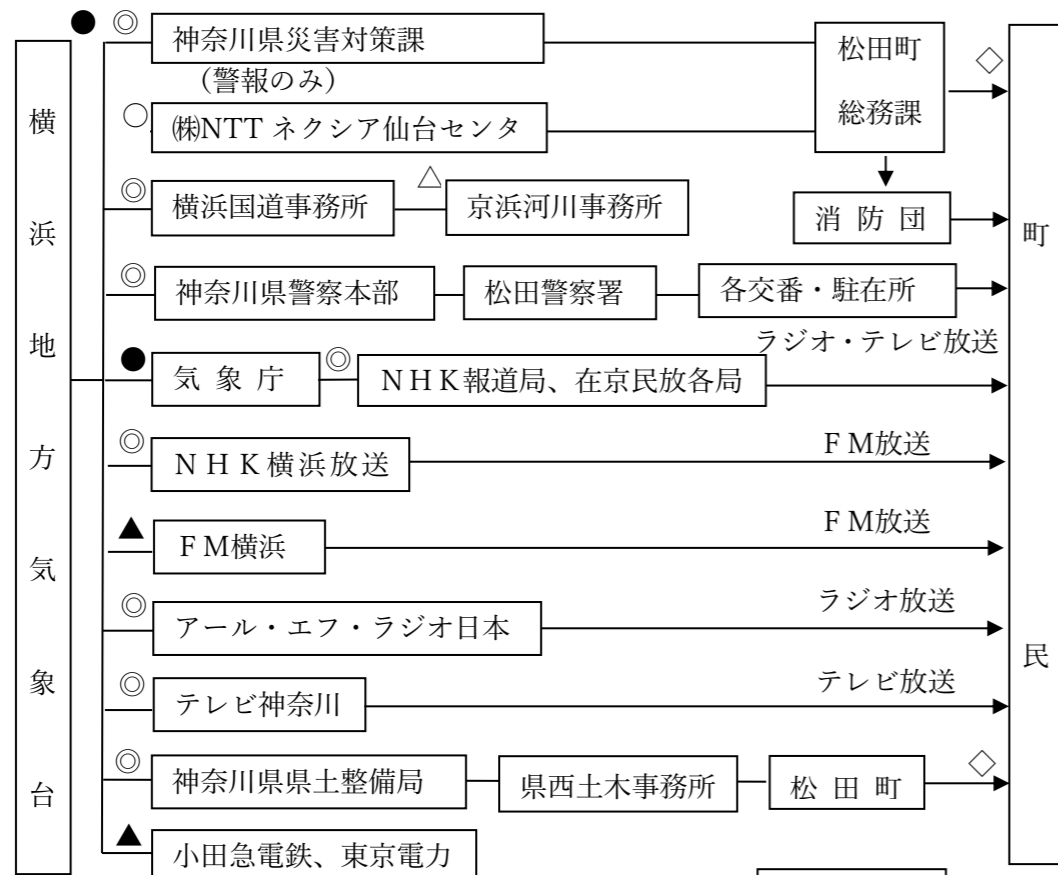 横浜地方気象台
● ◎
神奈川県災害対策課
(警報のみ)
松田町
総務課
◇
○
㈱NTTネクシア仙台センタ
◎
横浜国道事務所
△
京浜河川事務所
消防団
町民
◎
神奈川県警察本部
松田警察署
各交番・駐在所
●
気象庁
◎
NHK報道局、在京民放各局
ラジオ・テレビ放送
◎
NHK横浜放送
FM放送
▲
FM横浜
FM放送
◎
アール・エフ・ラジオ日本
ラジオ放送
◎
テレビ神奈川
テレビ放送
◎
神奈川県県土整備局
県西土木事務所
松田町
◇
▲
小田急電鉄、東京電力